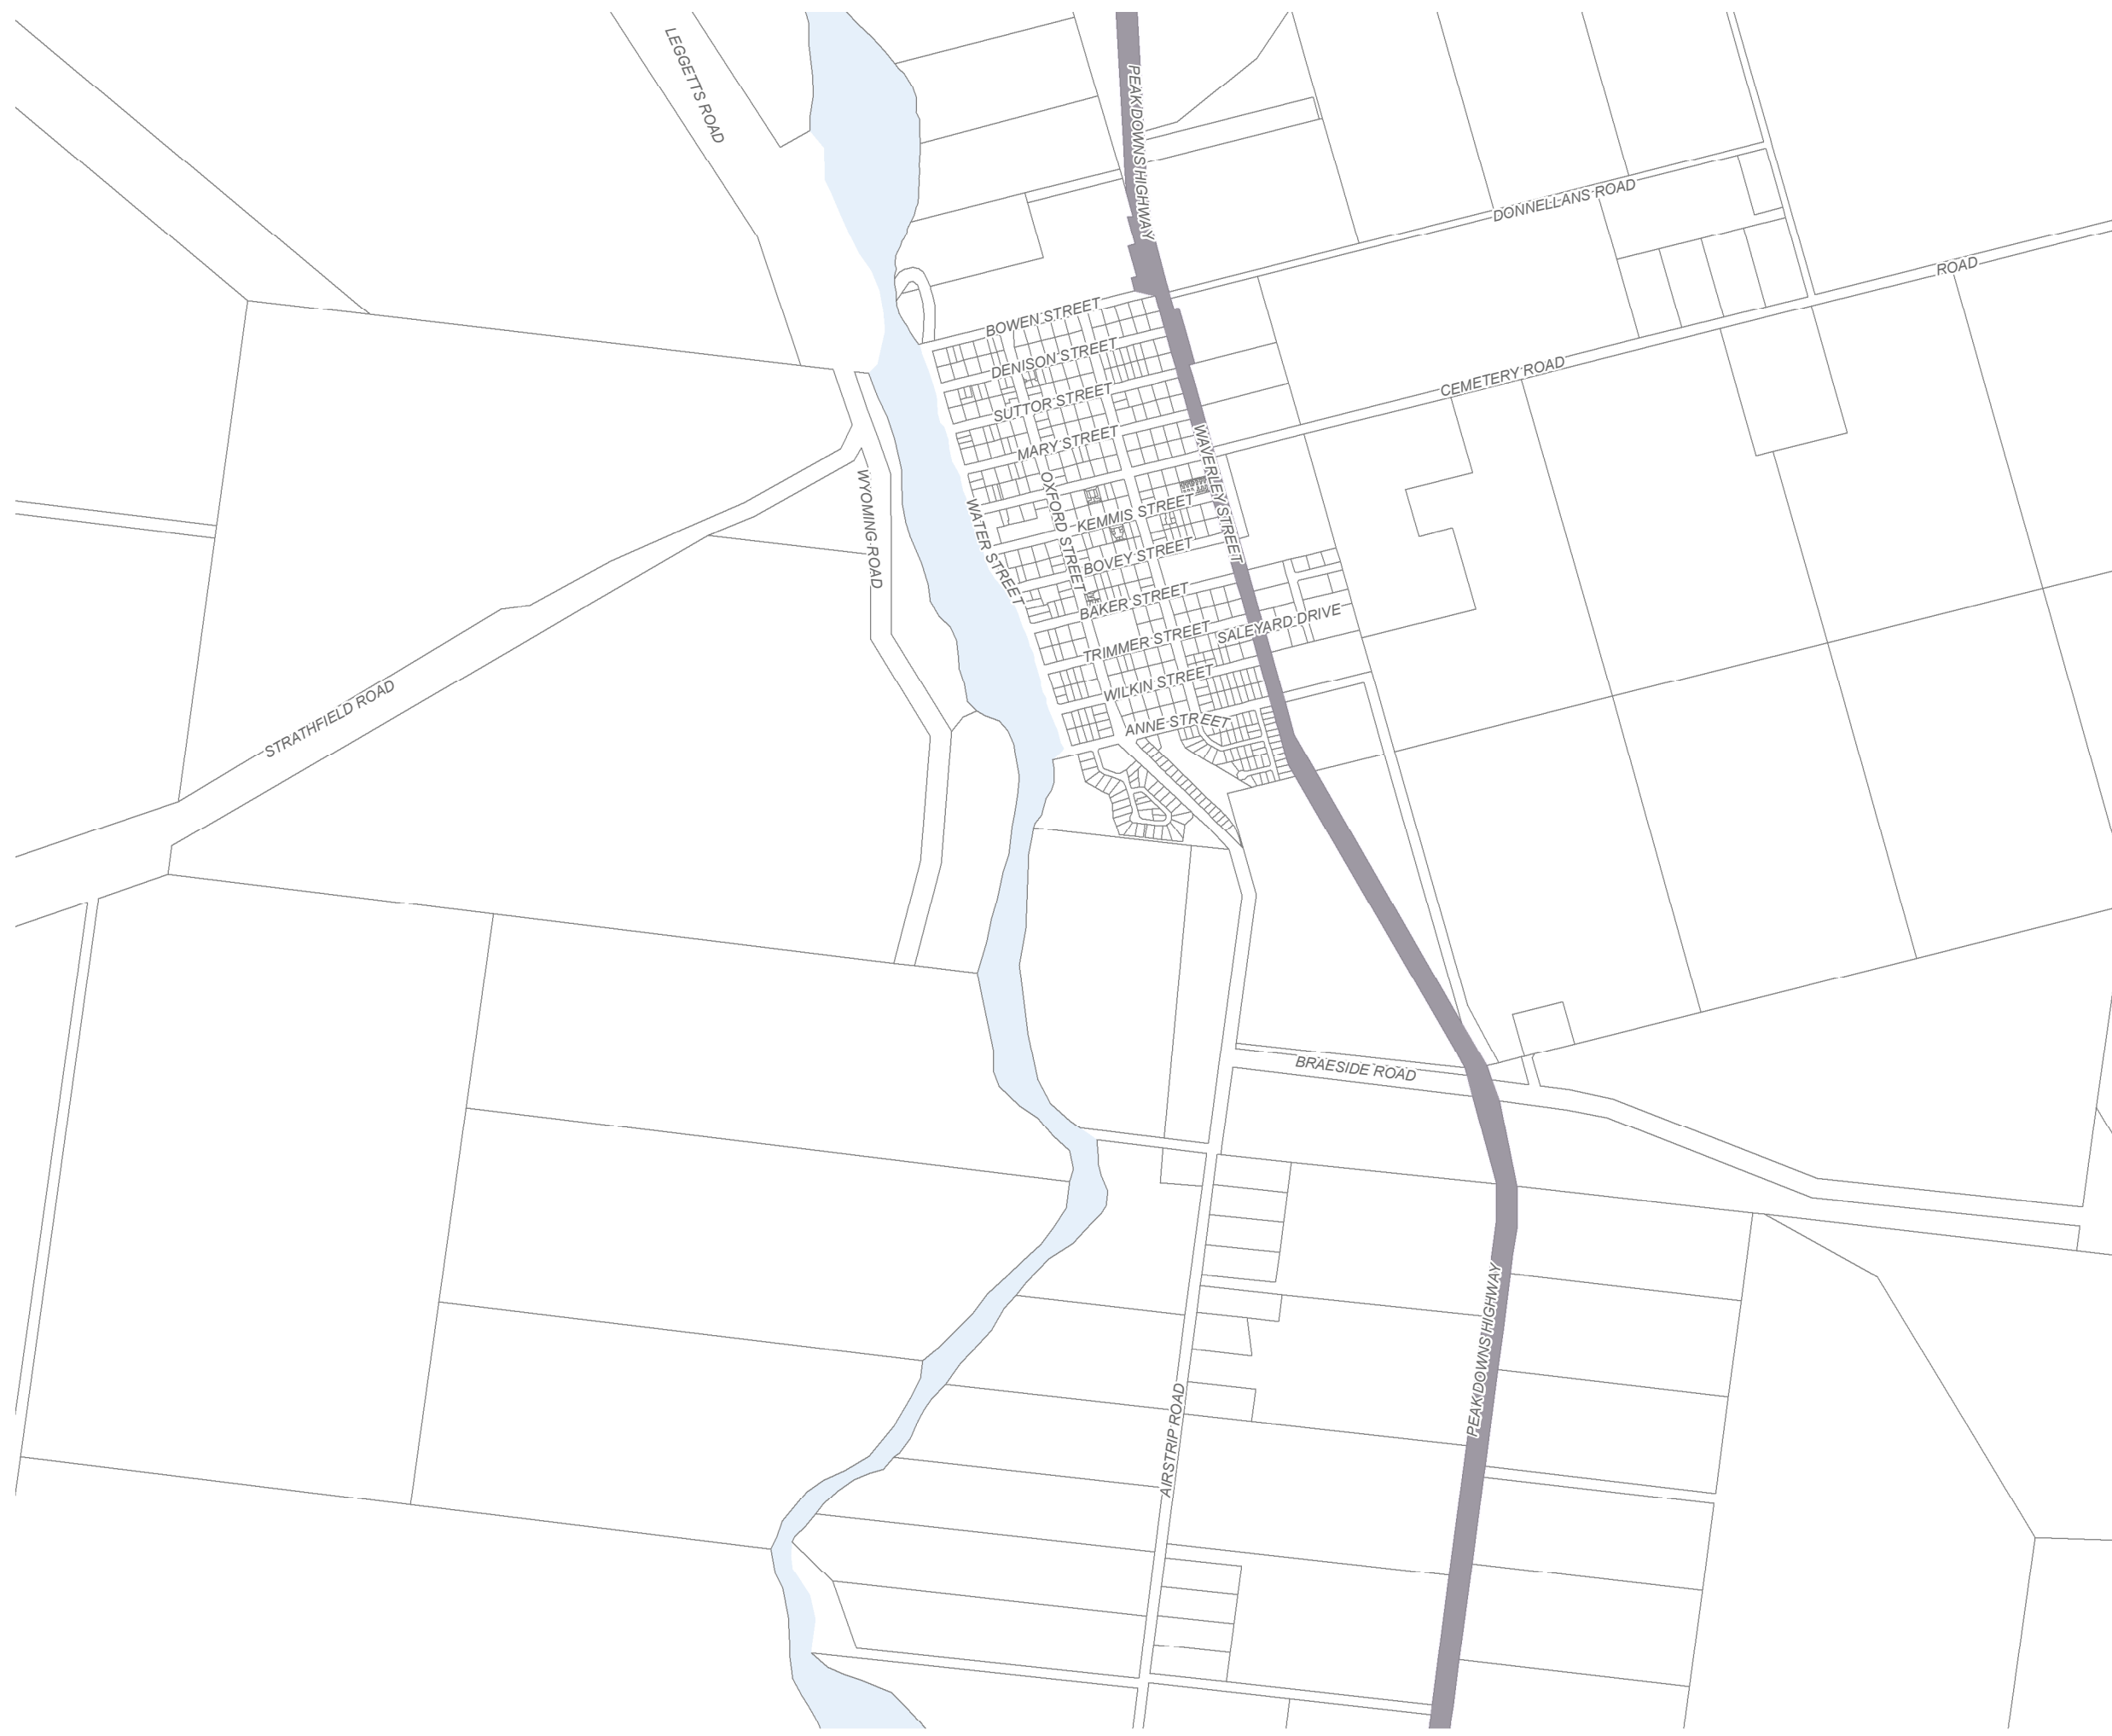 LEGGETTS ROAD
PEAK DOWNS HIGHWAY
DONNELLANS ROAD
ROAD
BOWEN STREET
DENISON STREET
CEMETERY ROAD
SUTTOR STREET
MARY STREET
WAVERLEY STREET
WYOMING ROAD
OXFORD STREET
WATER STREET
KEMMIS STREET
BOVEY STREET
BAKER STREET
SALEYARD DRIVE
TRIMMER STREET
WILKIN STREET
STRATHFIELD ROAD
ANNE STREET
BRAESIDE ROAD
PEAK DOWNS HIGHWAY
AIRSTRIP ROAD